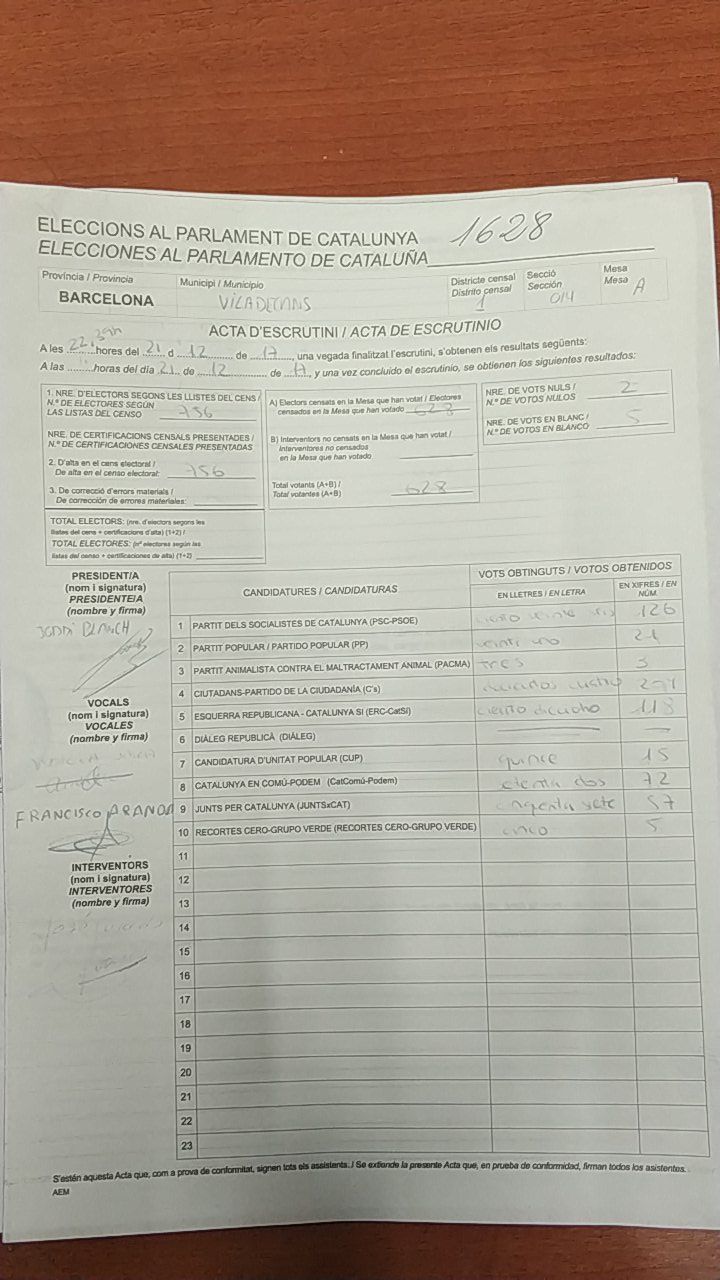 ELECCIONS AL PARLAMENT DE CATALUNYA 1628
ELECCIONES AL PARLAMENTO DE CATALUÑA
Província / Provincia
BARCELONA
Municipi / Municipio
VILADECANS
Districte censal
Distrito censal
1
Secció
Sección
014
Mesa
Mesa A
ACTA D'ESCRUTINI / ACTA DE ESCRUTINIO
A les 22,39h hores del 21 d 12 de 17, una vegada finalitzat l'escrutini, s'obtenen els resultats següents:
A las " horas del día 21 de 12 de 17, y una vez concluido el escrutinio, se obtienen los siguientes resultados:
1. NRE. D'ELECTORS SEGONS LES LLISTES DEL CENS /
N.º DE ELECTORES SEGÚN
LAS LISTAS DEL CENSO 756
NRE. DE CERTIFICACIONS CENSALS PRESENTADES /
N.º DE CERTIFICACIONES CENSALES PRESENTADAS
2. D'alta en el cens electoral /
De alta en el censo electoral: 756
3. De correcció d'errors materials /
De corrección de errores materiales:
TOTAL ELECTORS: (nre. d'electors segons les
llistes del cens + certificacions d'alta) (1+2) /
TOTAL ELECTORES: (nº electores según las
listas del censo + certificaciones de alta) (1+2)
A) Electors censats en la Mesa que han votat / Electores
censados en la Mesa que han votado 628
B) Interventors no censats en la Mesa que han votat /
Interventores no censados
en la Mesa que han votado
Total votants (A+B) /
Total votantes (A+B) 628
NRE. DE VOTS NULS /
N.º DE VOTOS NULOS 2
NRE. DE VOTS EN BLANC /
N.º DE VOTOS EN BLANCO 5
PRESIDENT/A
(nom i signatura)
PRESIDENTE/A
(nombre y firma)
JORDI BLANCH
VOCALS
(nom i signatura)
VOCALES
(nombre y firma)
FRANCISCO ARANDA
INTERVENTORS
(nom i signatura)
INTERVENTORES
(nombre y firma)
CANDIDATURES / CANDIDATURAS
VOTS OBTINGUTS / VOTOS OBTENIDOS
EN LLETRES / EN LETRA
EN XIFRES / EN NÚM.
1 PARTIT DELS SOCIALISTES DE CATALUNYA (PSC-PSOE) ciento veinte seis 126
2 PARTIT POPULAR / PARTIDO POPULAR (PP) veinti uno 21
3 PARTIT ANIMALISTA CONTRA EL MALTRACTAMENT ANIMAL (PACMA) tres 3
4 CIUTADANS-PARTIDO DE LA CIUDADANÍA (C's) doscientos cuatro 204
5 ESQUERRA REPUBLICANA - CATALUNYA SÍ (ERC-CatSí) ciento dieciocho 118
6 DIÀLEG REPUBLICÀ (DIÀLEG) — —
7 CANDIDATURA D'UNITAT POPULAR (CUP) quince 15
8 CATALUNYA EN COMÚ-PODEM (CatComú-Podem) setenta dos 72
9 JUNTS PER CATALUNYA (JUNTSxCAT) cinquenta siete 57
10 RECORTES CERO-GRUPO VERDE (RECORTES CERO-GRUPO VERDE) cinco 5
11
12
13
14
15
16
17
18
19
20
21
22
23
S'estén aquesta Acta que, com a prova de conformitat, signen tots els assistents. / Se extiende la presente Acta que, en prueba de conformidad, firman todos los asistentes.
AEM